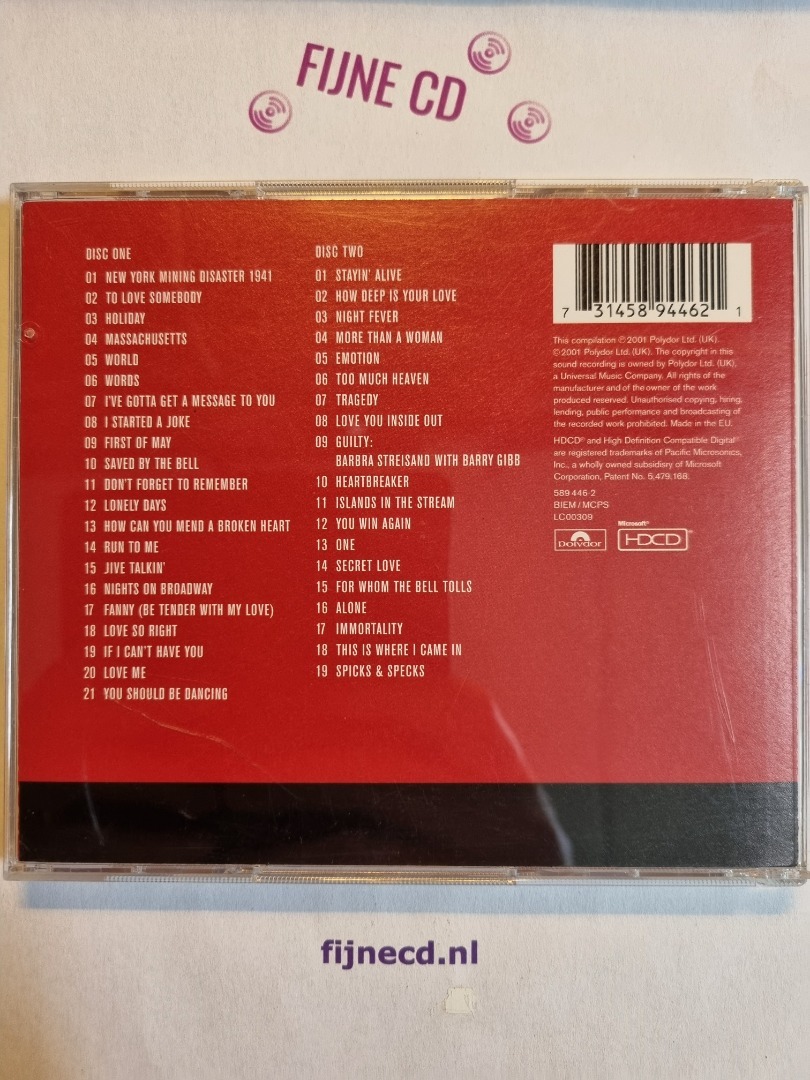 FIJNE CD
DISC ONE
01 NEW YORK MINING DISASTER 1941
02 TO LOVE SOMEBODY
03 HOLIDAY
04 MASSACHUSETTS
05 WORLD
06 WORDS
07 I'VE GOTTA GET A MESSAGE TO YOU
08 I STARTED A JOKE
09 FIRST OF MAY
10 SAVED BY THE BELL
11 DON'T FORGET TO REMEMBER
12 LONELY DAYS
13 HOW CAN YOU MEND A BROKEN HEART
14 RUN TO ME
15 JIVE TALKIN'
16 NIGHTS ON BROADWAY
17 FANNY (BE TENDER WITH MY LOVE)
18 LOVE SO RIGHT
19 IF I CAN'T HAVE YOU
20 LOVE ME
21 YOU SHOULD BE DANCING
DISC TWO
01 STAYIN' ALIVE
02 HOW DEEP IS YOUR LOVE
03 NIGHT FEVER
04 MORE THAN A WOMAN
05 EMOTION
06 TOO MUCH HEAVEN
07 TRAGEDY
08 LOVE YOU INSIDE OUT
09 GUILTY:
BARBRA STREISAND WITH BARRY GIBB
10 HEARTBREAKER
11 ISLANDS IN THE STREAM
12 YOU WIN AGAIN
13 ONE
14 SECRET LOVE
15 FOR WHOM THE BELL TOLLS
16 ALONE
17 IMMORTALITY
18 THIS IS WHERE I CAME IN
19 SPICKS & SPECKS
7 31458 94462 1
This compilation ℗2001 Polydor Ltd. (UK).
©2001 Polydor Ltd. (UK). The copyright in this
sound recording is owned by Polydor Ltd. (UK),
a Universal Music Company. All rights of the
manufacturer and of the owner of the work
produced reserved. Unauthorised copying, hiring,
lending, public performance and broadcasting of
the recorded work prohibited. Made in the EU.
HDCD® and High Definition Compatible Digital®
are registered trademarks of Pacific Microsonics,
Inc., a wholly owned subsidisry of Microsoft
Corporation, Patent No. 5,479,168.
589 446-2
BIEM / MCPS
LC00309
Polydor
Microsoft®
HDCD®
fijnecd.nl